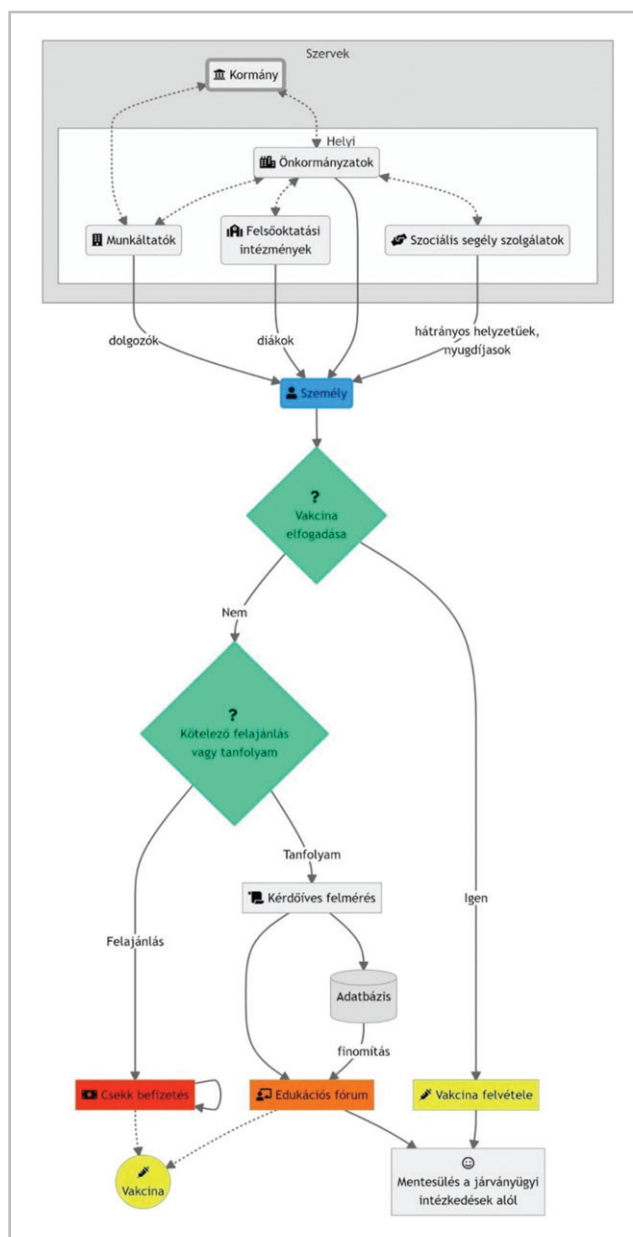 Szervek
Kormány
Helyi
Önkormányzatok
Munkáltatók
Felsőoktatási
intézmények
Szociális segély szolgálatok
dolgozók
diákok
hátrányos helyzetűek,
nyugdíjasok
Személy
?
Vakcina
elfogadása
Nem
?
Kötelező felajánlás
vagy tanfolyam
Tanfolyam
Kérdőíves felmérés
Igen
Felajánlás
Adatbázis
finomítás
Csekk befizetés
Edukációs fórum
Vakcina felvétele
Vakcina
Mentesülés a járványügyi
intézkedések alól